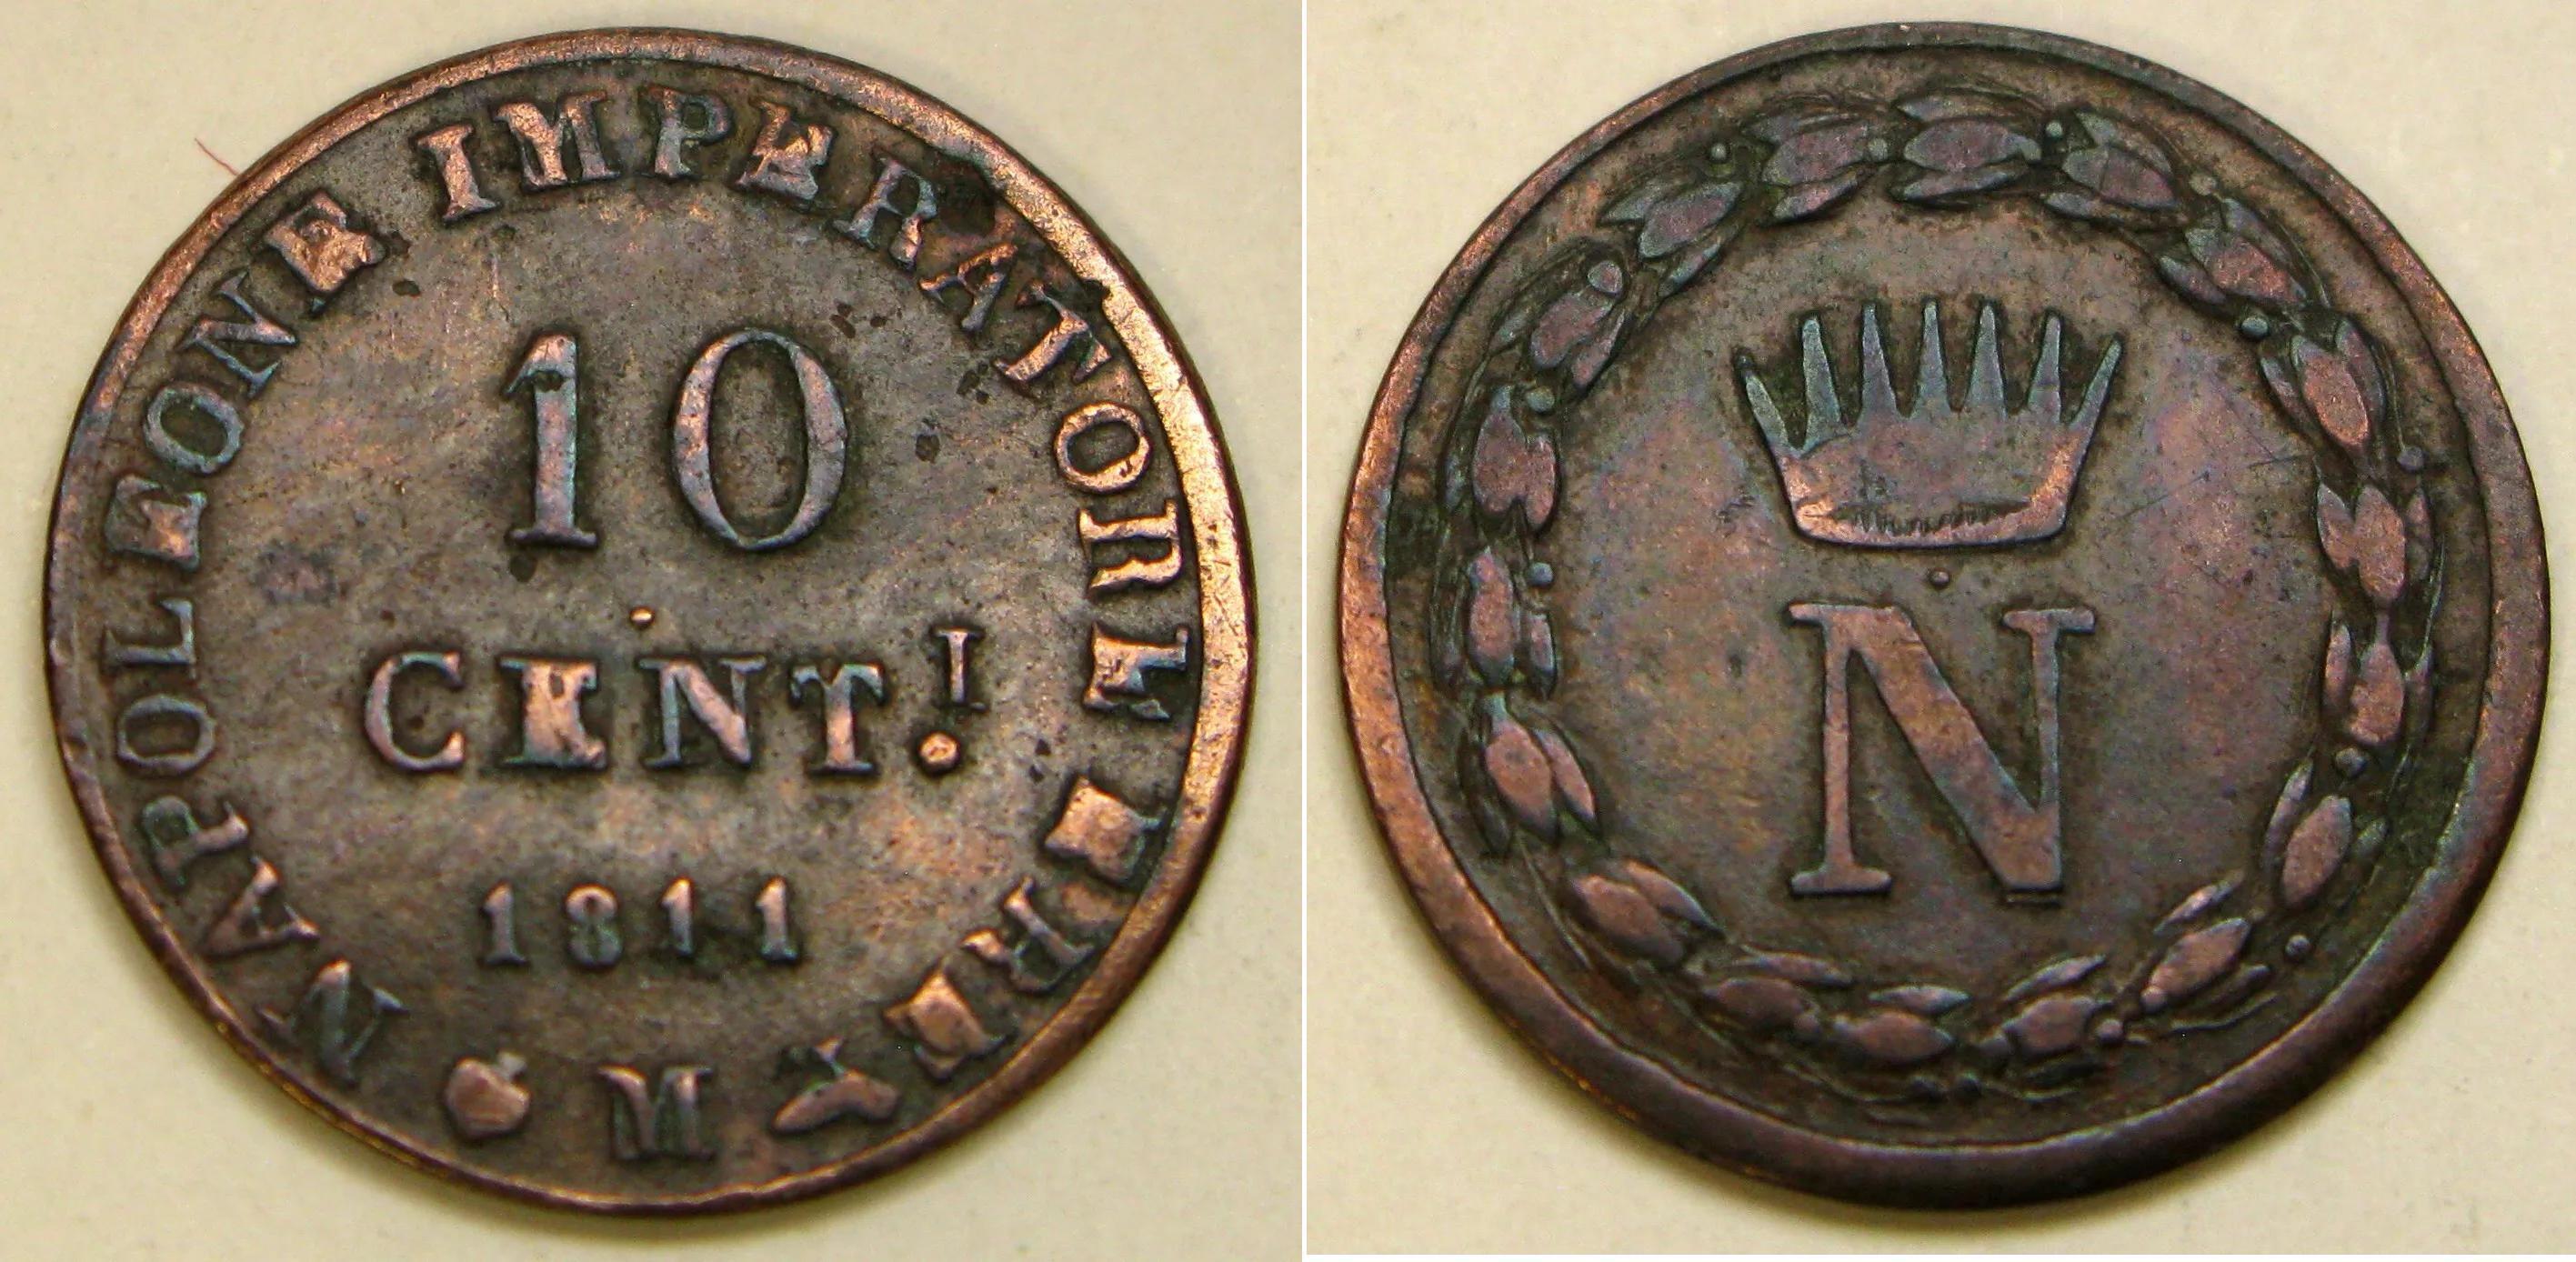 NAPOLEONE IMPERATORE E RE
10
CENT.I
1811
M
N